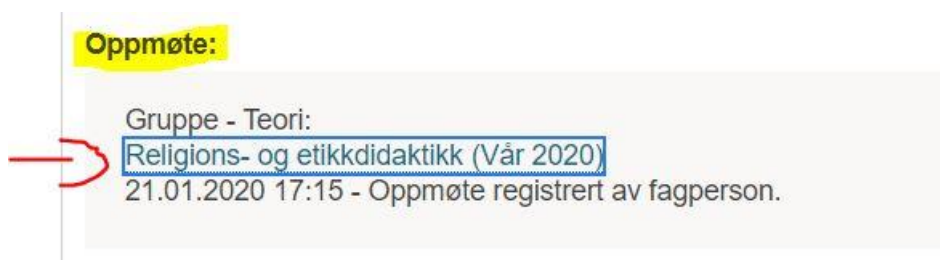 Oppmøte:
Gruppe - Teori:
Religions- og etikkdidaktikk (Vår 2020)
21.01.2020 17:15 - Oppmøte registrert av fagperson.